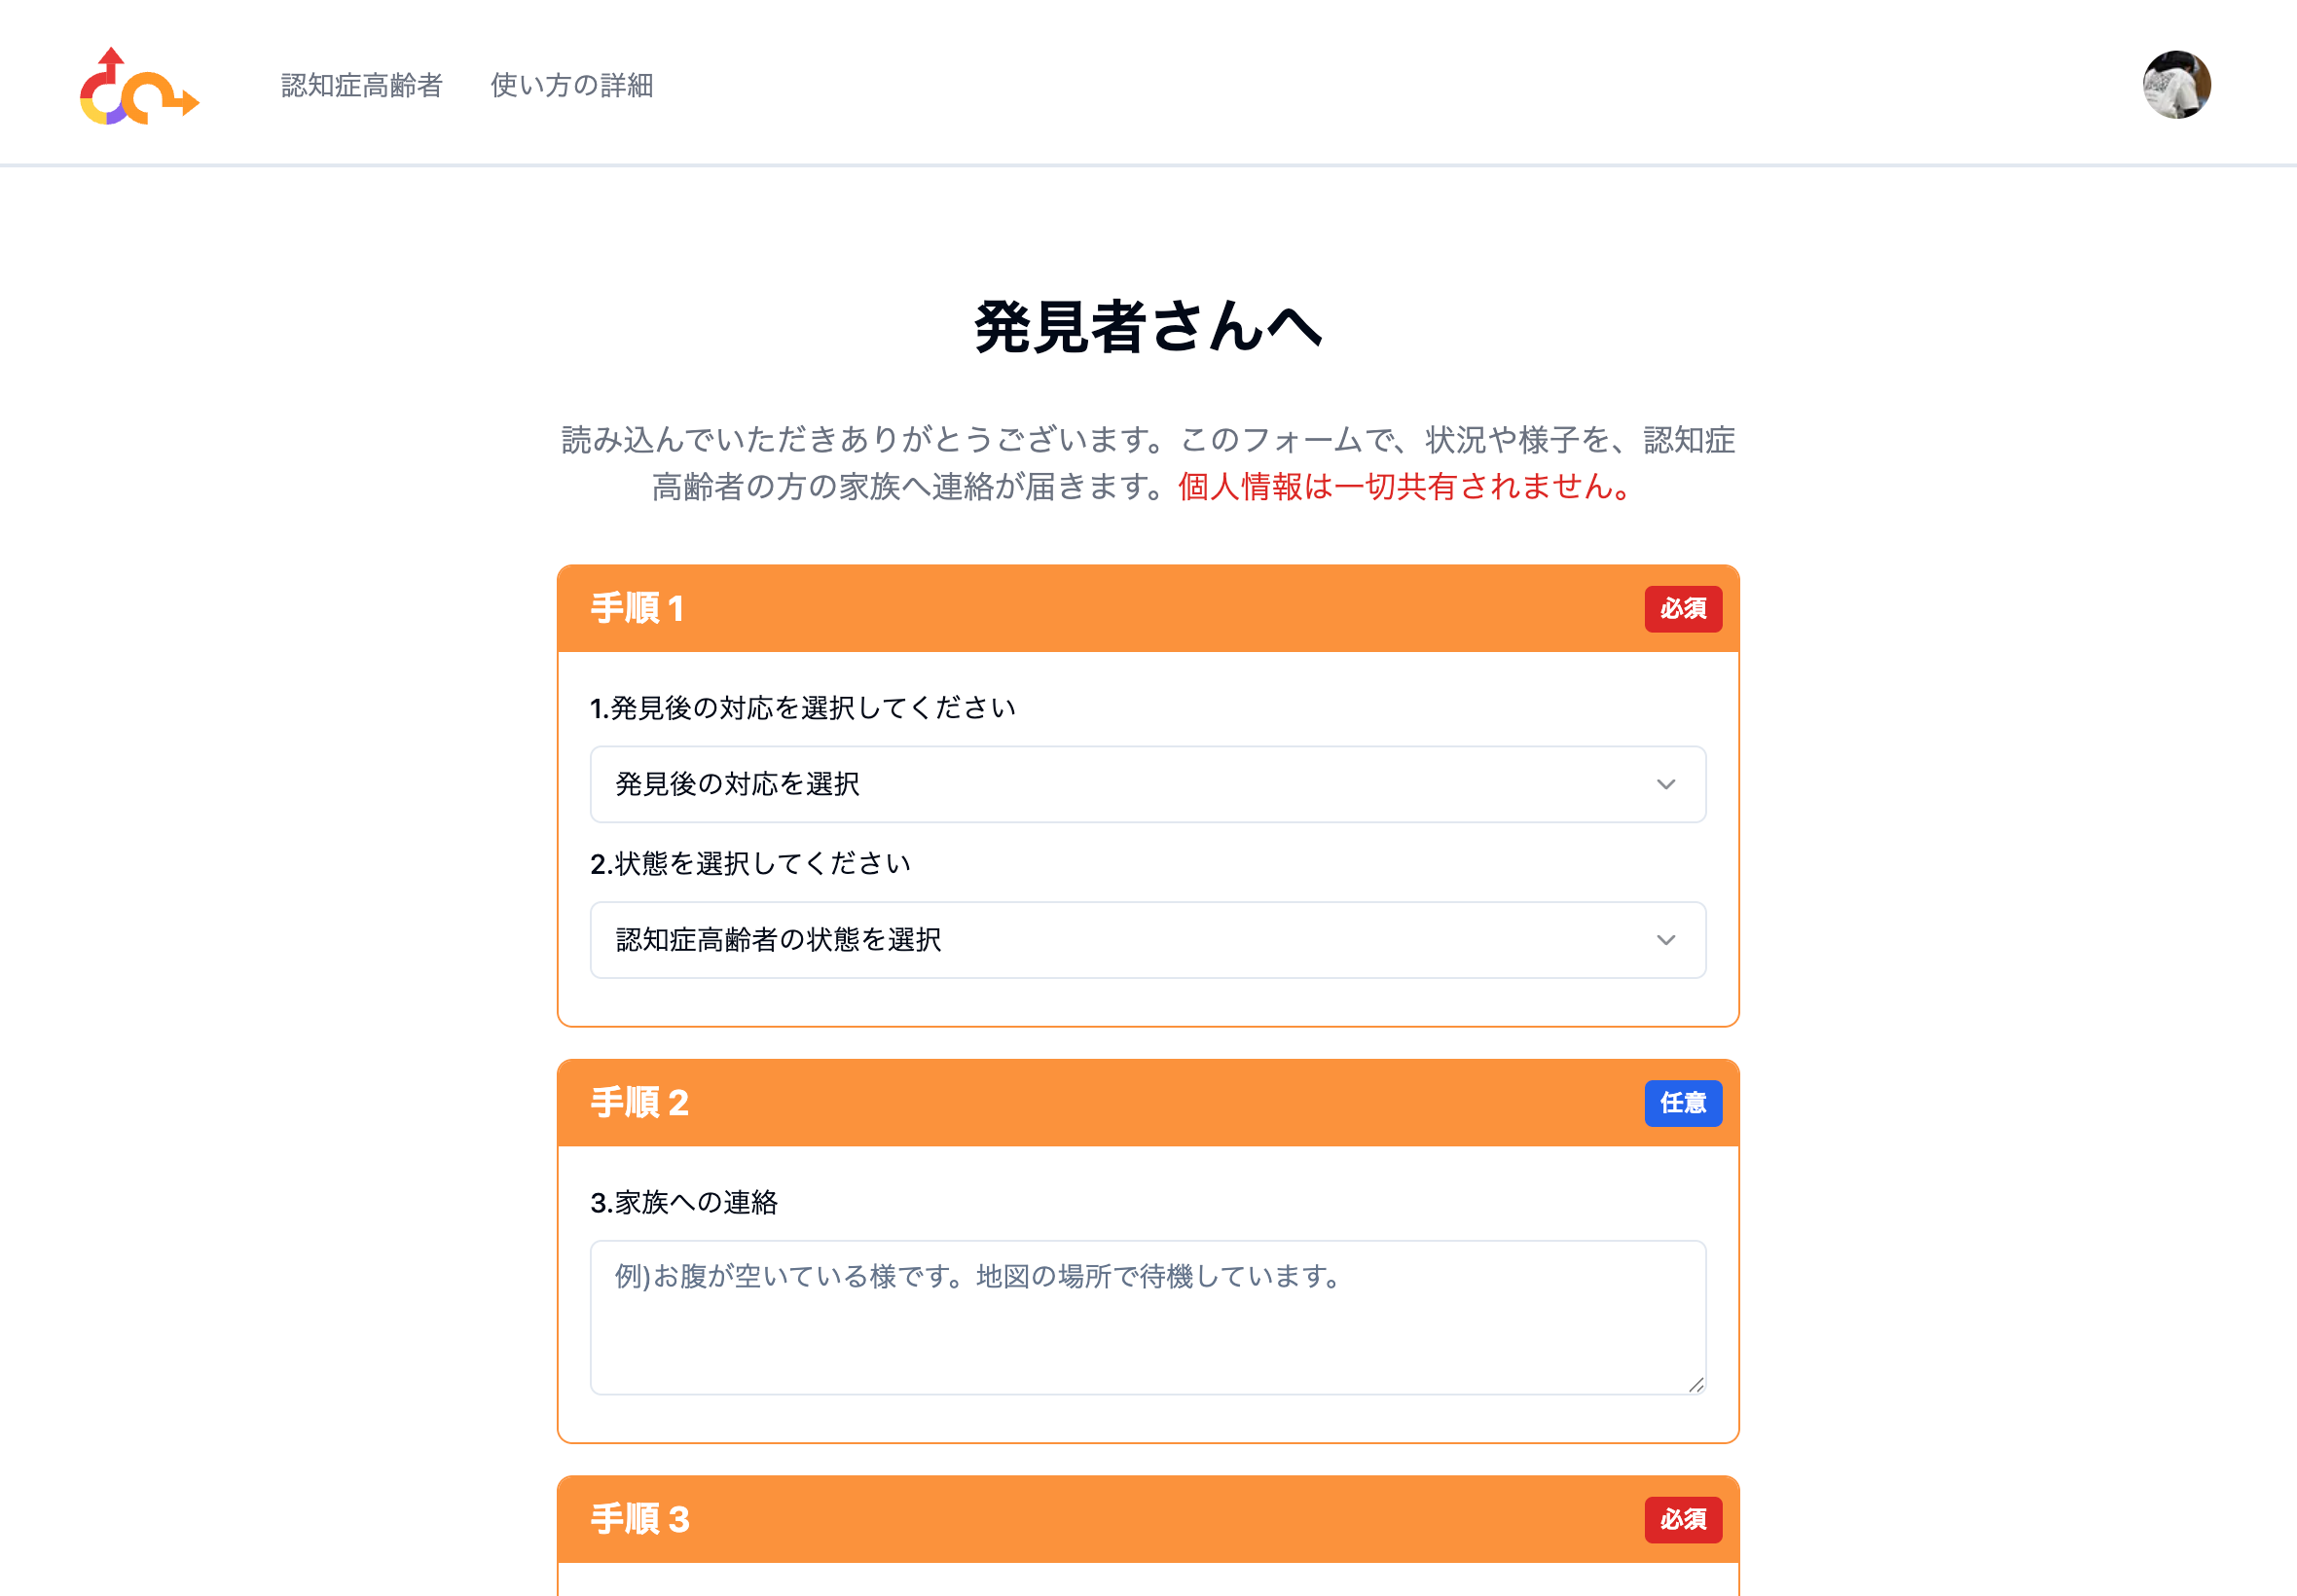 認知症高齢者 使い方の詳細
発見者さんへ
読み込んでいただきありがとうございます。このフォームで、状況や様子を、認知症
高齢者の方の家族へ連絡が届きます。個人情報は一切共有されません。
手順 1 必須
1.発見後の対応を選択してください
発見後の対応を選択
2.状態を選択してください
認知症高齢者の状態を選択
手順 2 任意
3.家族への連絡
例)お腹が空いている様です。地図の場所で待機しています。
手順 3 必須